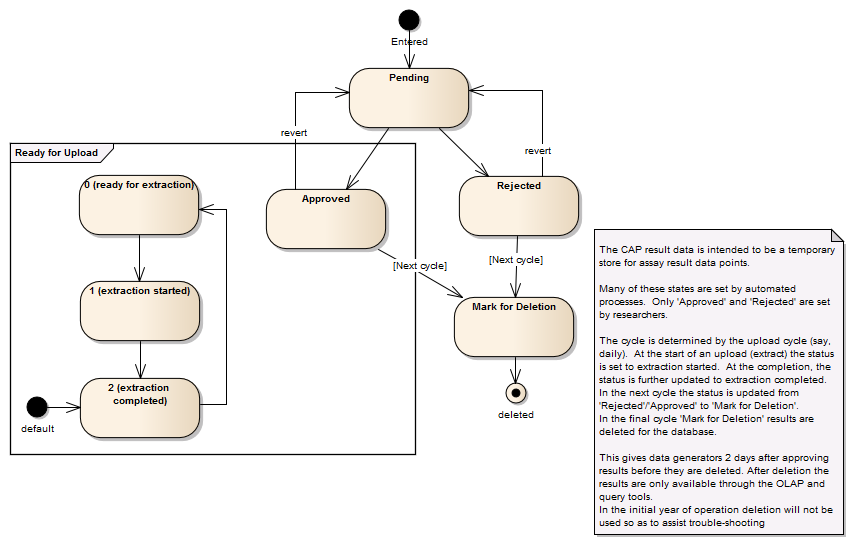 Entered
Pending
revert
revert
Ready for Upload
0 (ready for extraction)
Approved
Rejected
[Next cycle]
[Next cycle]
1 (extraction started)
Mark for Deletion
2 (extraction
completed)
default
deleted
The CAP result data is intended to be a temporary
store for assay result data points.
Many of these states are set by automated
processes.  Only 'Approved' and 'Rejected' are set
by researchers.
The cycle is determined by the upload cycle (say,
daily).  At the start of an upload (extract) the status
is set to extraction started.  At the completion, the
status is further updated to extraction completed.
In the next cycle the status is updated from
'Rejected'/'Approved' to 'Mark for Deletion'.
In the final cycle 'Mark for Deletion' results are
deleted for the database.
This gives data generators 2 days after approving
results before they are deleted. After deletion the
results are only available through the OLAP and
query tools.
In the initial year of operation deletion will not be
used so as to assist trouble-shooting